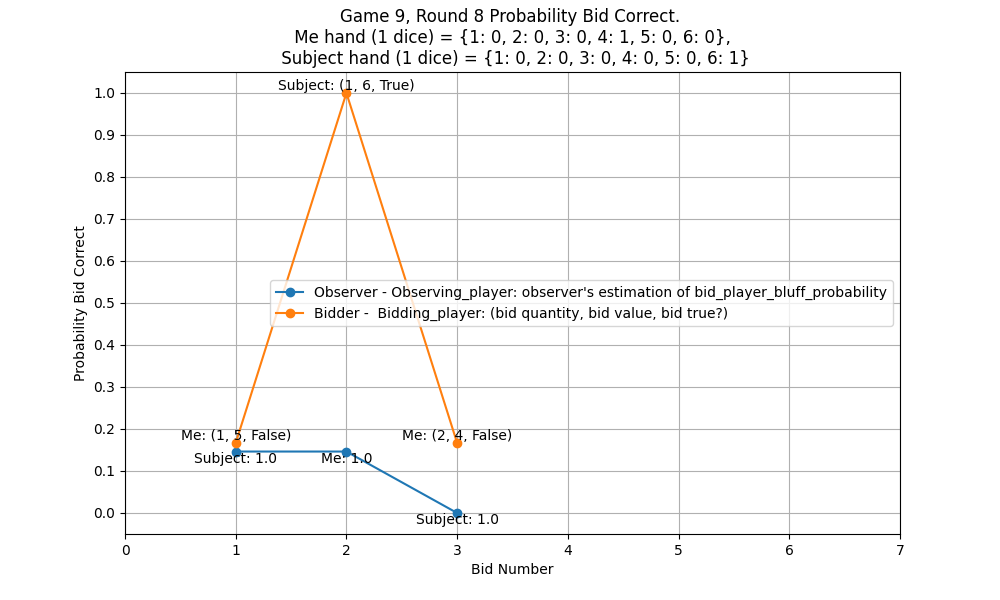 Game 9, Round 8 Probability Bid Correct.
Me hand (1 dice) = {1: 0, 2: 0, 3: 0, 4: 1, 5: 0, 6: 0},
Subject hand (1 dice) = {1: 0, 2: 0, 3: 0, 4: 0, 5: 0, 6: 1}
Subject: (1, 6, True)
1.0
0.9
0.8
0.7
0.6
0.5
0.4
0.3
0.2
0.1
0.0
Probability Bid Correct
Observer - Observing_player: observer's estimation of bid_player_bluff_probability
Bidder -  Bidding_player: (bid quantity, bid value, bid true?)
Me: (1, 5, False)
Me: (2, 4, False)
Subject: 1.0
Me: 1.0
Subject: 1.0
0 1 2 3 4 5 6 7
Bid Number